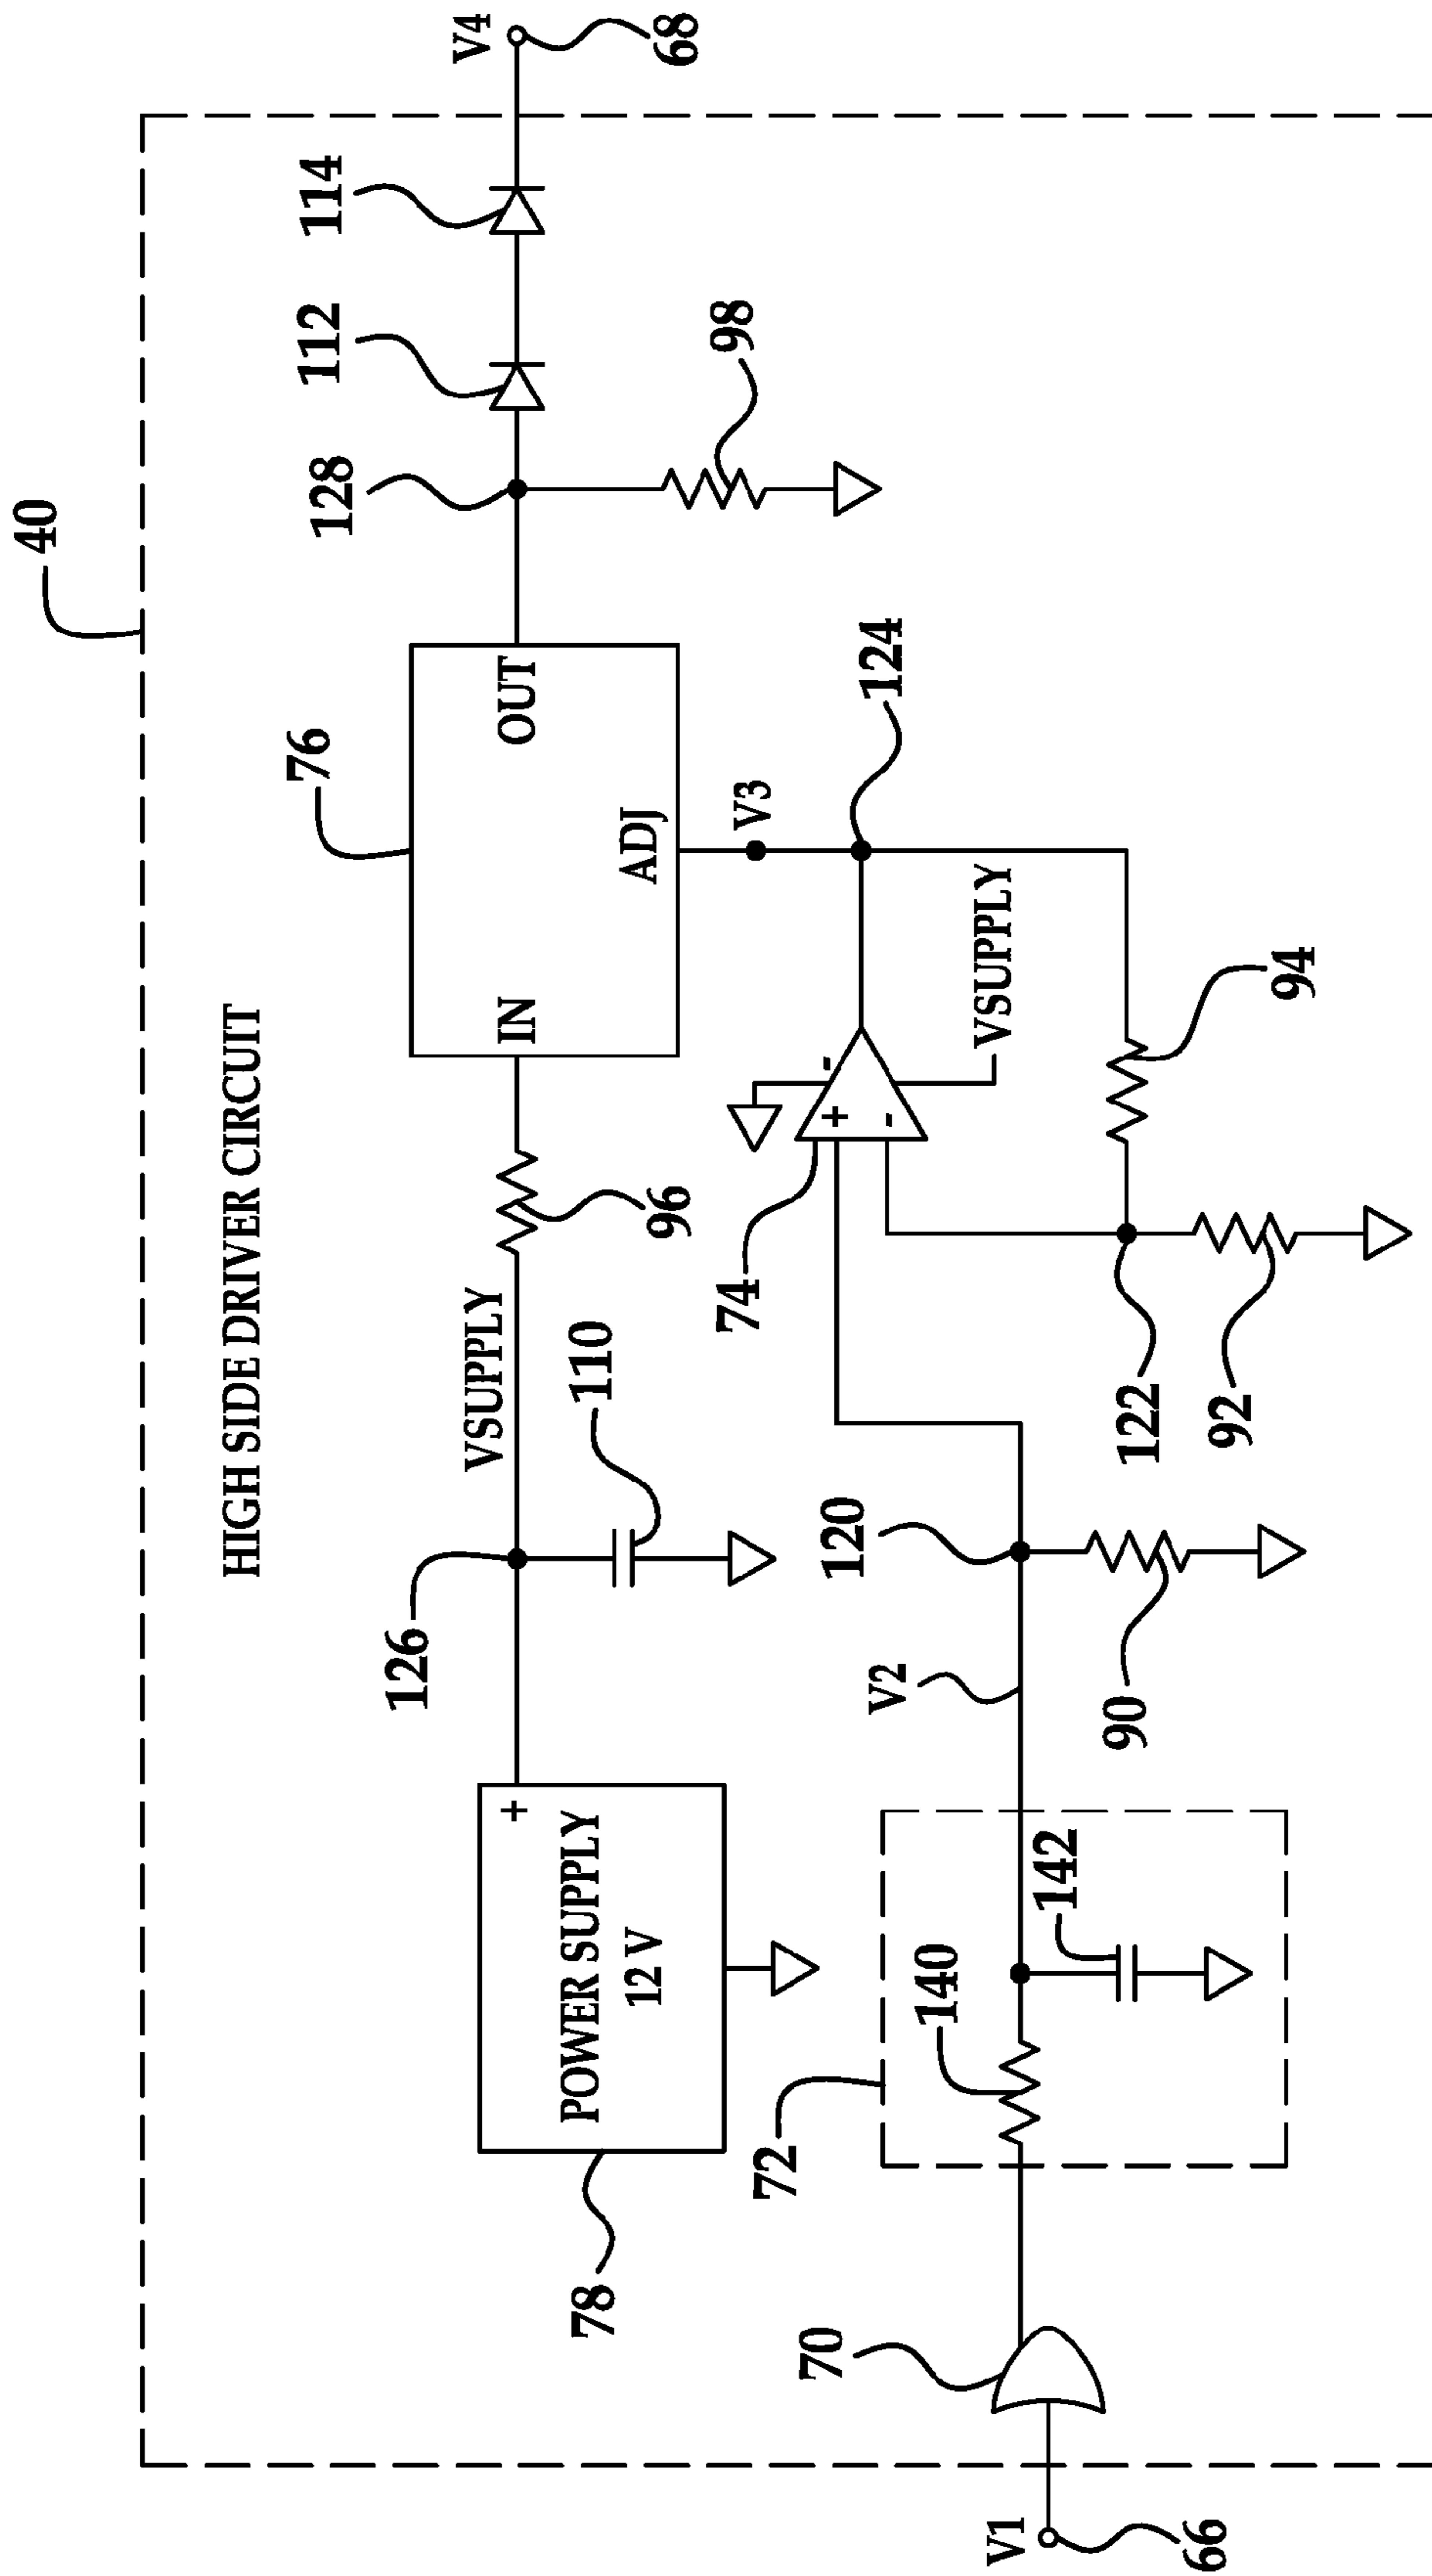 40
HIGH SIDE DRIVER CIRCUIT
78
+
POWER SUPPLY
12 V
126
VSUPPLY
110
96
76
IN
OUT
ADJ
128
112
114
98
V4
68
V3
124
74
+
-
-
VSUPPLY
94
122
92
120
90
V2
72
140
142
70
V1
66